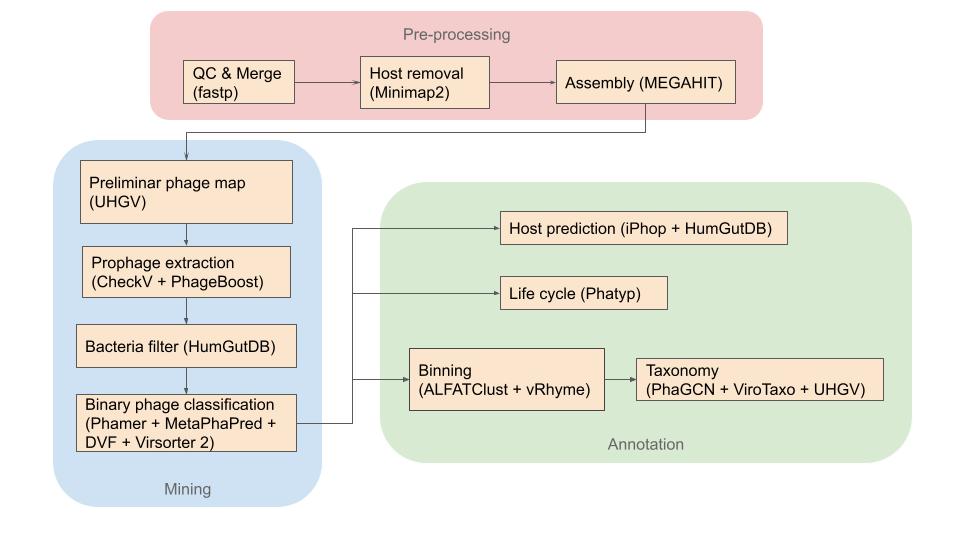 Pre-processing
QC & Merge
(fastp)
Host removal
(Minimap2)
Assembly (MEGAHIT)
Preliminar phage map
(UHGV)
Prophage extraction
(CheckV + PhageBoost)
Bacteria filter (HumGutDB)
Binary phage classification
(Phamer + MetaPhaPred +
DVF + Virsorter 2)
Mining
Host prediction (iPhop + HumGutDB)
Life cycle (Phatyp)
Binning
(ALFATClust + vRhyme)
Taxonomy
(PhaGCN + ViroTaxo + UHGV)
Annotation